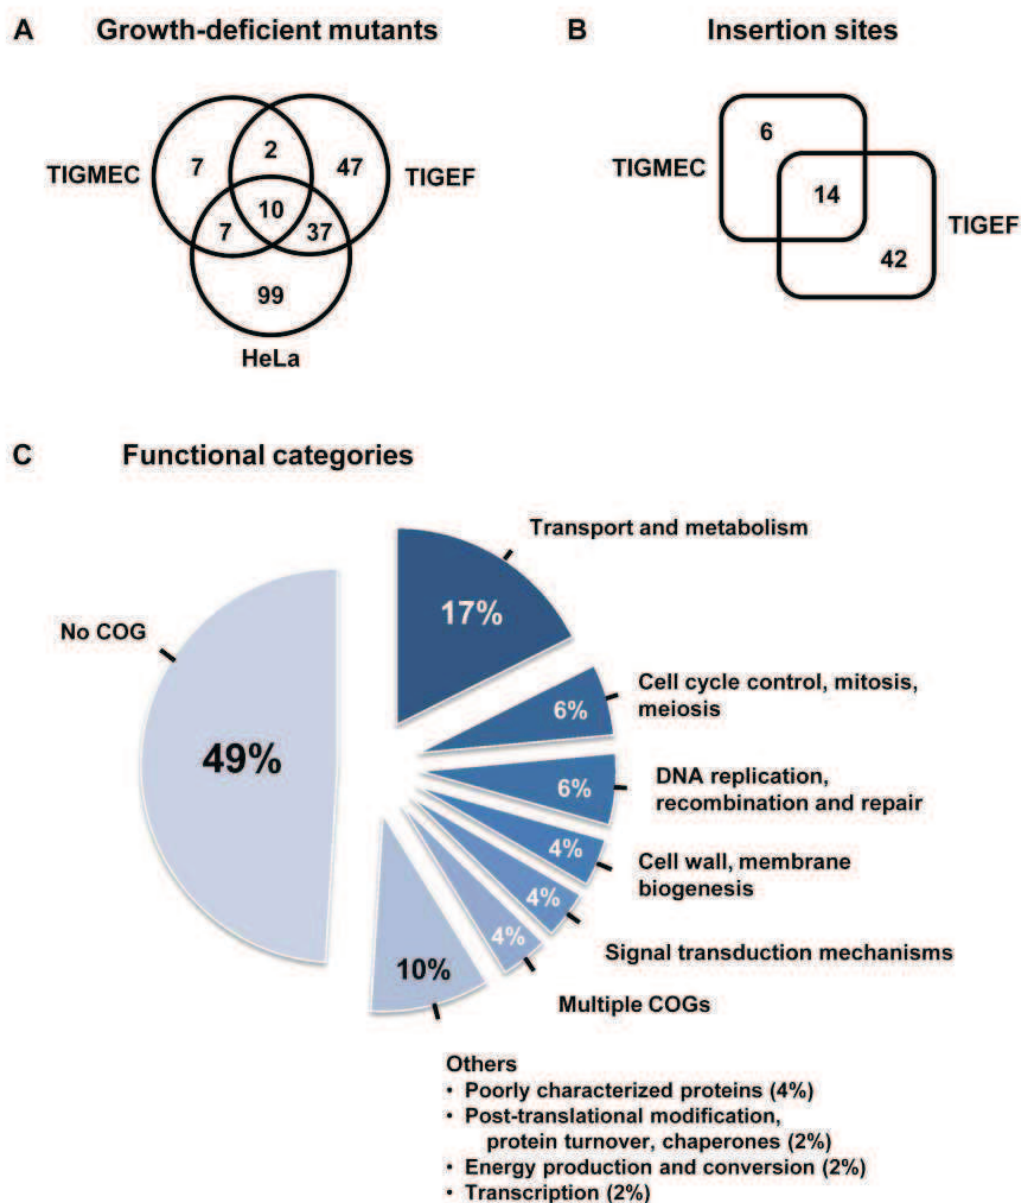 A Growth-deficient mutants
TIGMEC
7
2
47
TIGEF
10
7
37
99
HeLa
B Insertion sites
6
TIGMEC
14
TIGEF
42
C Functional categories
Transport and metabolism
17%
No COG
49%
Cell cycle control, mitosis,
meiosis
6%
DNA replication,
recombination and repair
6%
Cell wall, membrane
biogenesis
4%
4%
Signal transduction mechanisms
4%
Multiple COGs
10%
Others
• Poorly characterized proteins (4%)
• Post-translational modification,
protein turnover, chaperones (2%)
• Energy production and conversion (2%)
• Transcription (2%)